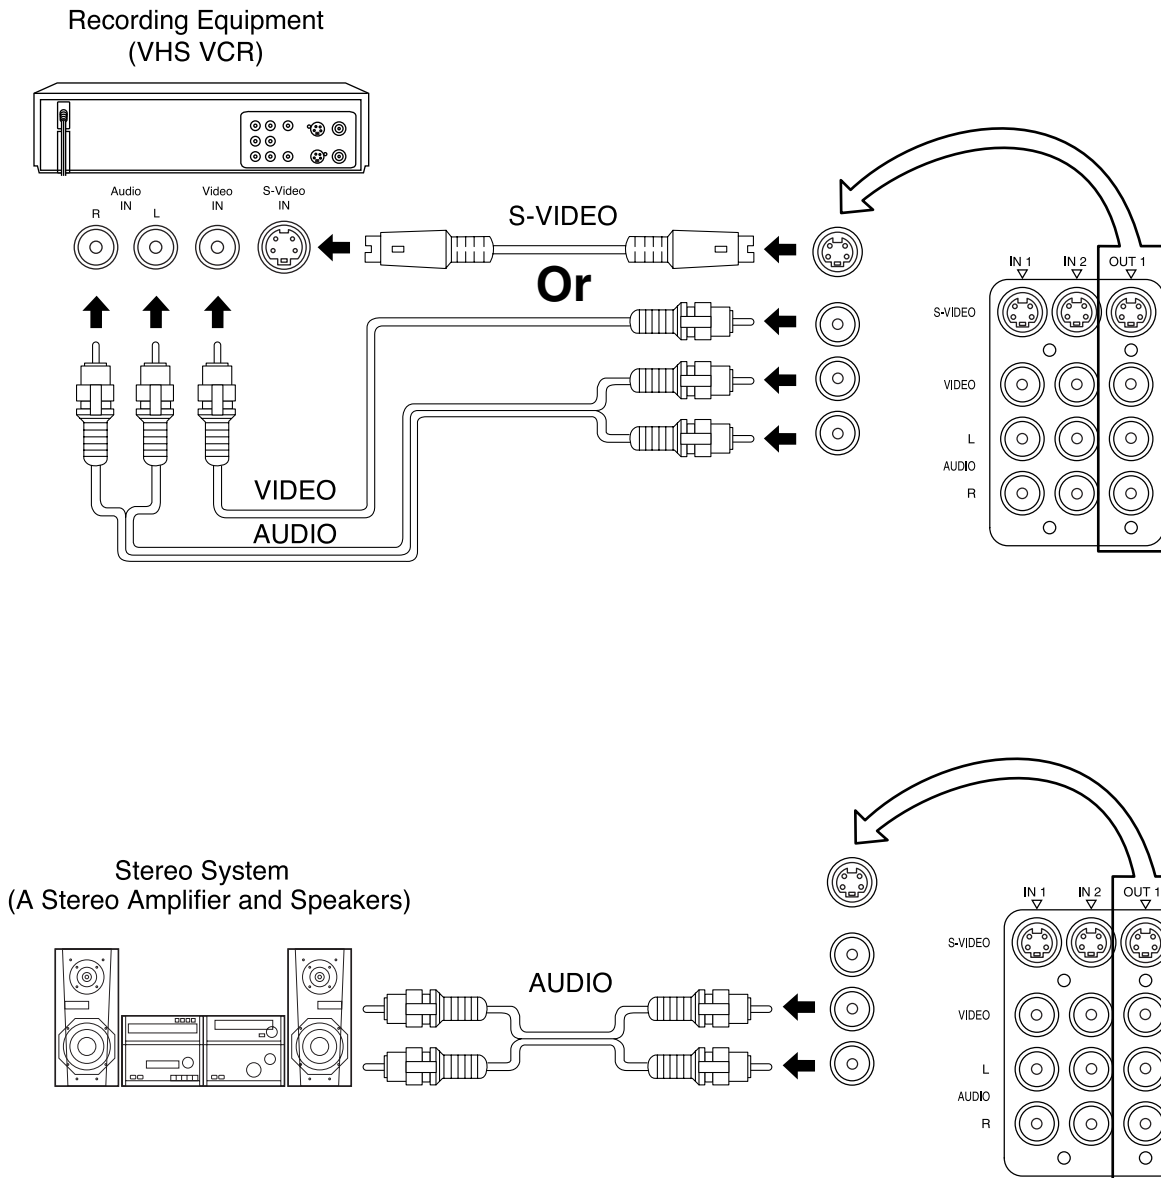 Recording Equipment
(VHS VCR)
Audio
IN
R
L
Video
IN
S-Video
IN
S-VIDEO
Or
VIDEO
AUDIO
IN 1
IN 2
OUT 1
S-VIDEO
VIDEO
L
AUDIO
R
Stereo System
(A Stereo Amplifier and Speakers)
AUDIO
IN 1
IN 2
OUT 1
S-VIDEO
VIDEO
L
AUDIO
R